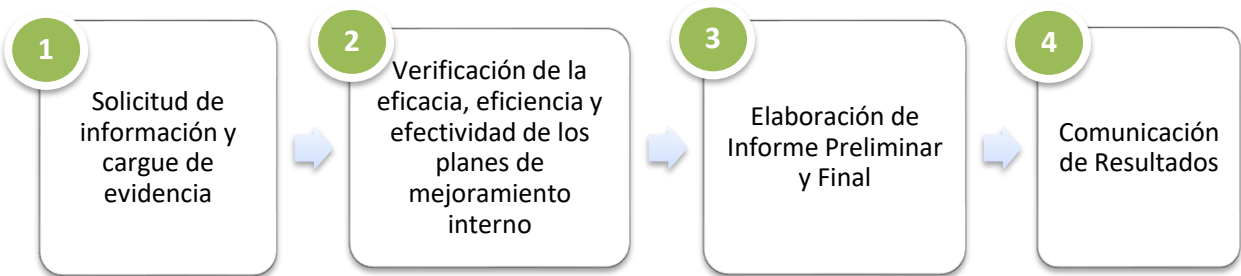 1
Solicitud de
información y
cargue de
evidencia
2
Verificación de la
eficacia, eficiencia y
efectividad de los
planes de
mejoramiento
interno
3
Elaboración de
Informe Preliminar
y Final
4
Comunicación
de Resultados